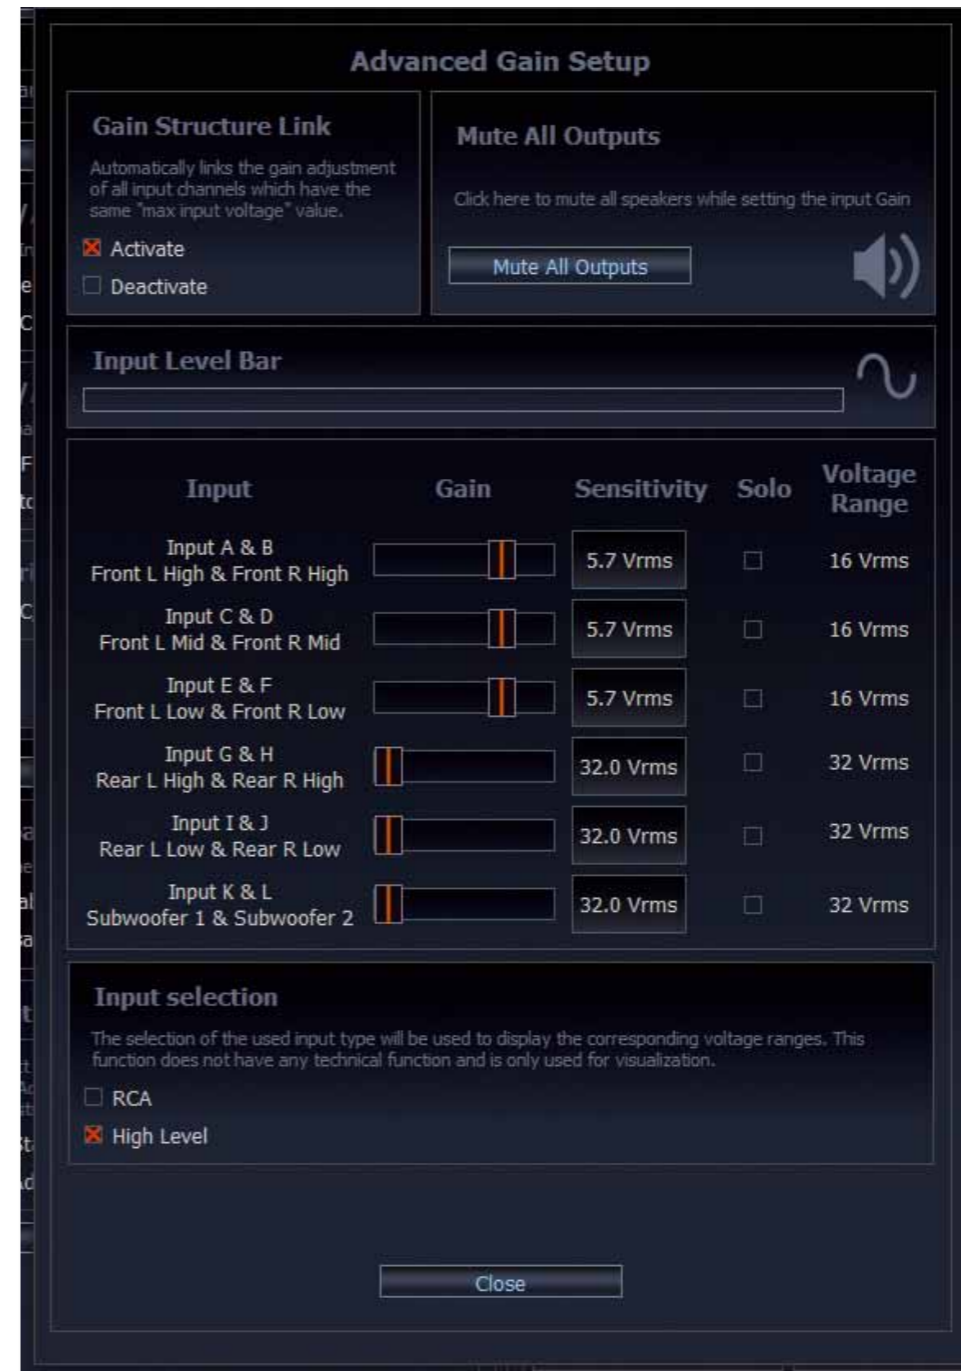 Advanced Gain Setup
Gain Structure Link
Automatically links the gain adjustment
of all input channels which have the
same "max input voltage" value.
Activate
Deactivate
Mute All Outputs
Click here to mute all speakers while setting the input Gain
Mute All Outputs
Input Level Bar
Input Gain Sensitivity Solo Voltage Range
Input A & B
Front L High & Front R High
5.7 Vrms 16 Vrms
Input C & D
Front L Mid & Front R Mid
5.7 Vrms 16 Vrms
Input E & F
Front L Low & Front R Low
5.7 Vrms 16 Vrms
Input G & H
Rear L High & Rear R High
32.0 Vrms 32 Vrms
Input I & J
Rear L Low & Rear R Low
32.0 Vrms 32 Vrms
Input K & L
Subwoofer 1 & Subwoofer 2
32.0 Vrms 32 Vrms
Input selection
The selection of the used input type will be used to display the corresponding voltage ranges. This
function does not have any technical function and is only used for visualization.
RCA
High Level
Close